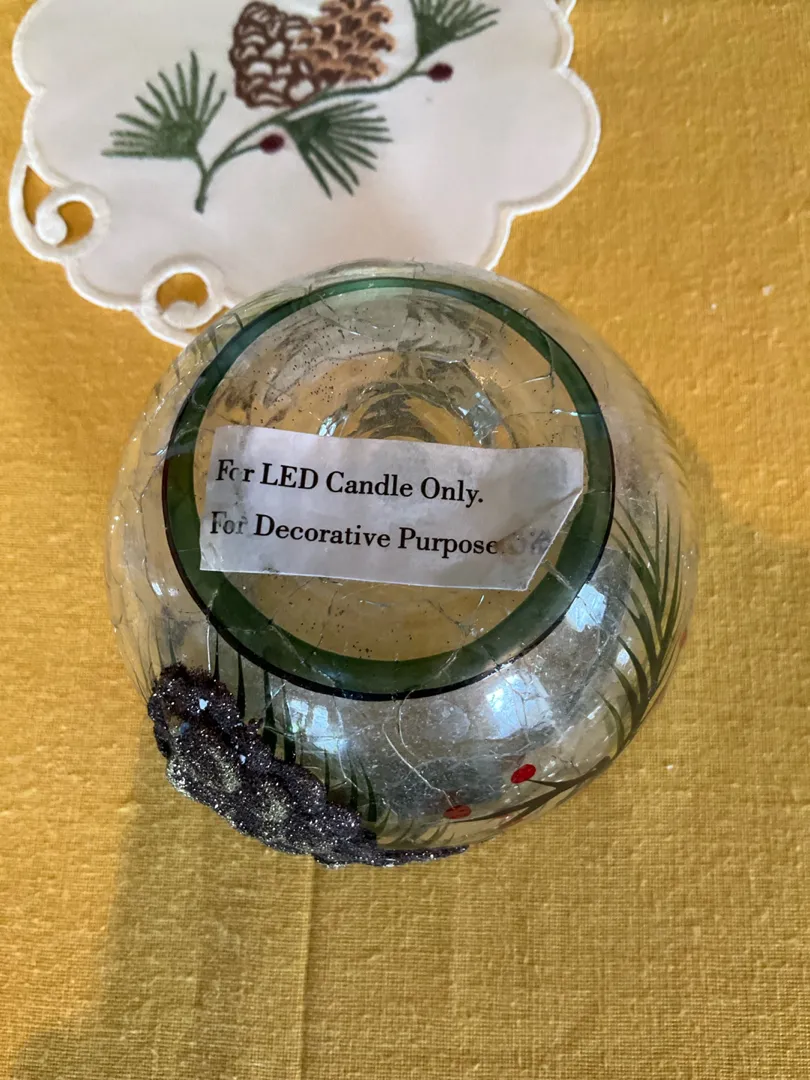 For LED Candle Only.
For Decorative Purpose